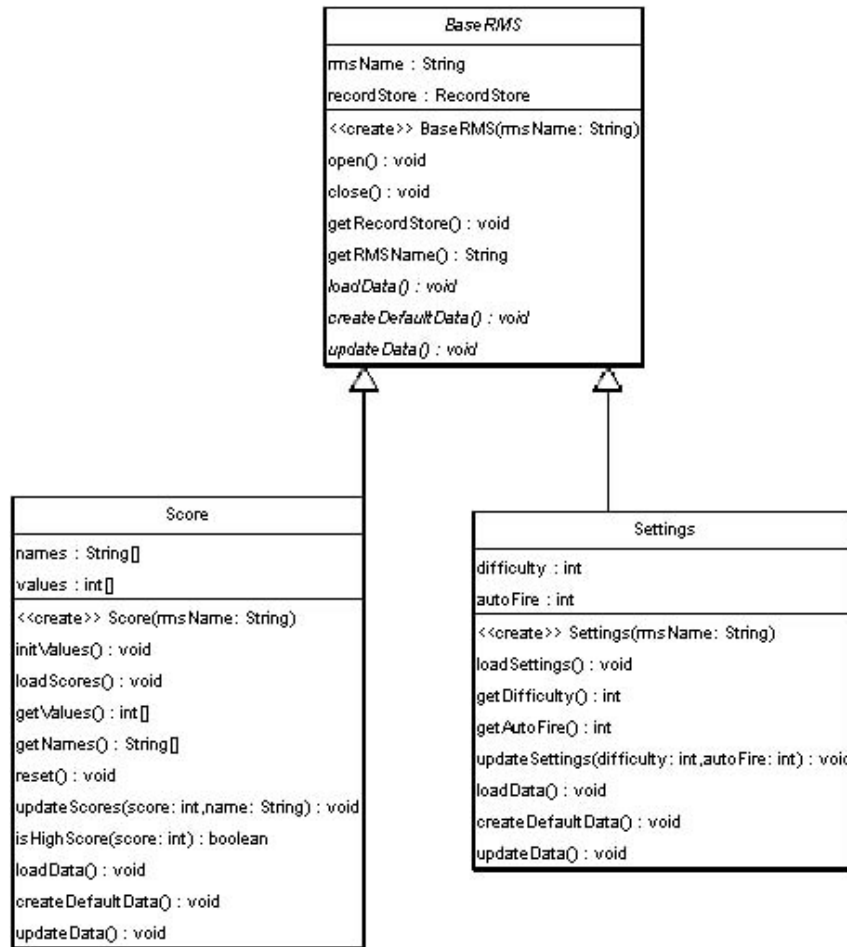 BaseRMS
rmsName : String
recordStore : RecordStore
<<create>> BaseRMS(rmsName: String)
open() : void
close() : void
getRecordStore() : void
getRMSName() : String
loadData() : void
createDefaultData() : void
updateData() : void
Score
names : String[]
values : int[]
<<create>> Score(rmsName: String)
initValues() : void
loadScores() : void
getValues() : int[]
getNames() : String[]
reset() : void
updateScores(score: int,name: String) : void
isHighScore(score: int) : boolean
loadData() : void
createDefaultData() : void
updateData() : void
Settings
difficulty : int
autoFire : int
<<create>> Settings(rmsName: String)
loadSettings() : void
getDifficulty() : int
getAutoFire() : int
updateSettings(difficulty: int,autoFire: int) : void
loadData() : void
createDefaultData() : void
updateData() : void